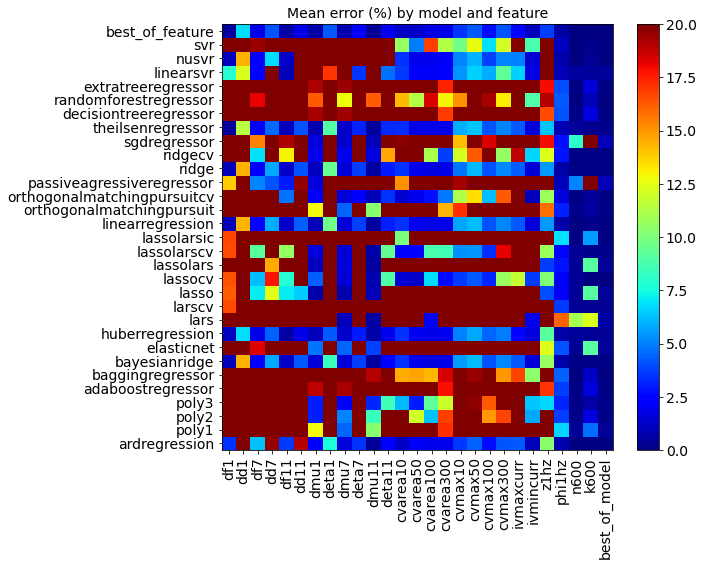 Mean error (%) by model and feature
best_of_feature
svr
nusvr
linearsvr
extratreeregressor
randomforestregressor
decisiontreeregressor
theilsenregressor
sgdregressor
ridgecv
ridge
passiveagressiveregressor
orthogonalmatchingpursuitcv
orthogonalmatchingpursuit
linearregression
lassolarsic
lassolarscv
lassolars
lassocv
lasso
larscv
lars
huberregression
elasticnet
bayesianridge
baggingregressor
adaboostregressor
poly3
poly2
poly1
ardregression
df1
dd1
df7
dd7
df11
dd11
dmu1
deta1
dmu7
deta7
dmu11
deta11
cvarea10
cvarea50
cvarea100
cvarea300
cvmax10
cvmax50
cvmax100
cvmax300
ivmaxcurr
ivmincurr
z1hz
phi1hz
n600
k600
best_of_model
20.0
17.5
15.0
12.5
10.0
7.5
5.0
2.5
0.0